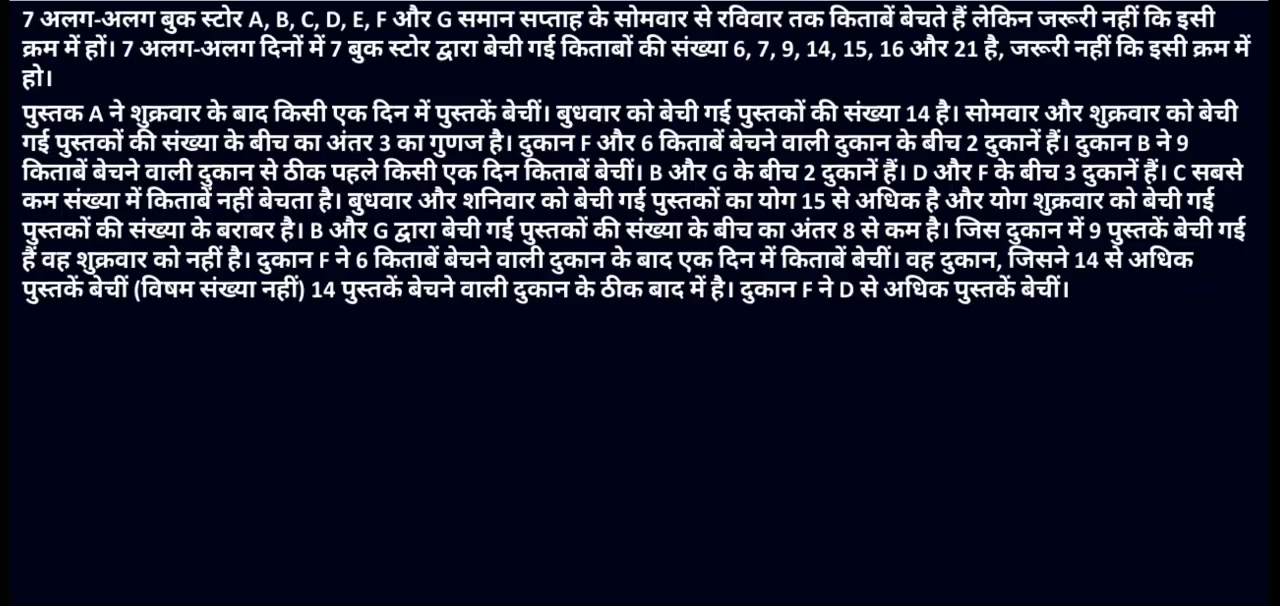 7 अलग-अलग बुक स्टोर A, B, C, D, E, F और G समान सप्ताह के सोमवार से रविवार तक किताबें बेचते हैं लेकिन जरूरी नहीं कि इसी
क्रम में हों। 7 अलग-अलग दिनों में 7 बुक स्टोर द्वारा बेची गई किताबों की संख्या 6, 7, 9, 14, 15, 16 और 21 है, जरूरी नहीं कि इसी क्रम में
हो।
पुस्तक A ने शुक्रवार के बाद किसी एक दिन में पुस्तकें बेचीं। बुधवार को बेची गई पुस्तकों की संख्या 14 है। सोमवार और शुक्रवार को बेची
गई पुस्तकों की संख्या के बीच का अंतर 3 का गुणज है। दुकान F और 6 किताबें बेचने वाली दुकान के बीच 2 दुकानें हैं। दुकान B ने 9
किताबें बेचने वाली दुकान से ठीक पहले किसी एक दिन किताबें बेचीं। B और G के बीच 2 दुकानें हैं। D और F के बीच 3 दुकानें हैं। C सबसे
कम संख्या में किताबें नहीं बेचता है। बुधवार और शनिवार को बेची गई पुस्तकों का योग 15 से अधिक है और योग शुक्रवार को बेची गई
पुस्तकों की संख्या के बराबर है। B और G द्वारा बेची गई पुस्तकों की संख्या के बीच का अंतर 8 से कम है। जिस दुकान में 9 पुस्तकें बेची गई
हैं वह शुक्रवार को नहीं है। दुकान F ने 6 किताबें बेचने वाली दुकान के बाद एक दिन में किताबें बेचीं। वह दुकान, जिसने 14 से अधिक
पुस्तकें बेचीं (विषम संख्या नहीं) 14 पुस्तकें बेचने वाली दुकान के ठीक बाद में है। दुकान F ने D से अधिक पुस्तकें बेचीं।